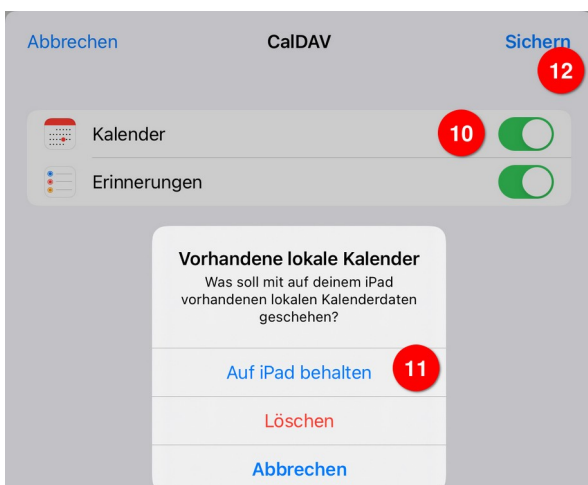 Abbrechen CalDAV Sichern
12
Kalender 10
Erinnerungen
Vorhandene lokale Kalender
Was soll mit auf deinem iPad
vorhandenen lokalen Kalenderdaten
geschehen?
Auf iPad behalten 11
Löschen
Abbrechen